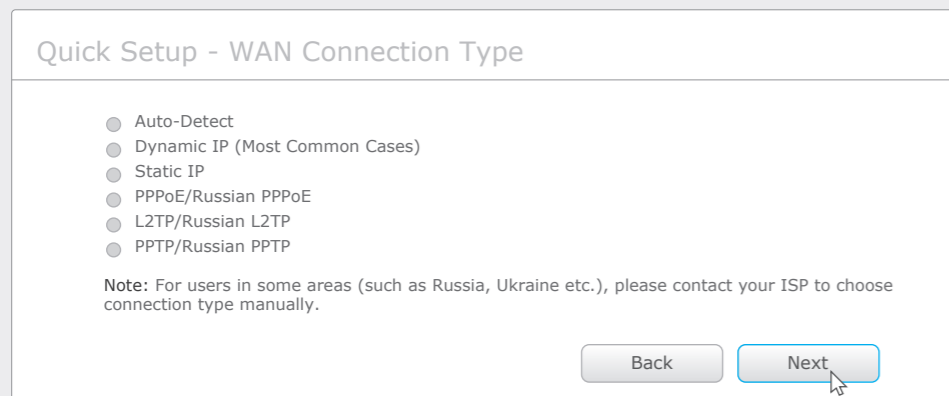 Quick Setup - WAN Connection Type
Auto-Detect
Dynamic IP (Most Common Cases)
Static IP
PPPoE/Russian PPPoE
L2TP/Russian L2TP
PPTP/Russian PPTP
Note: For users in some areas (such as Russia, Ukraine etc.), please contact your ISP to choose
connection type manually.
Back
Next